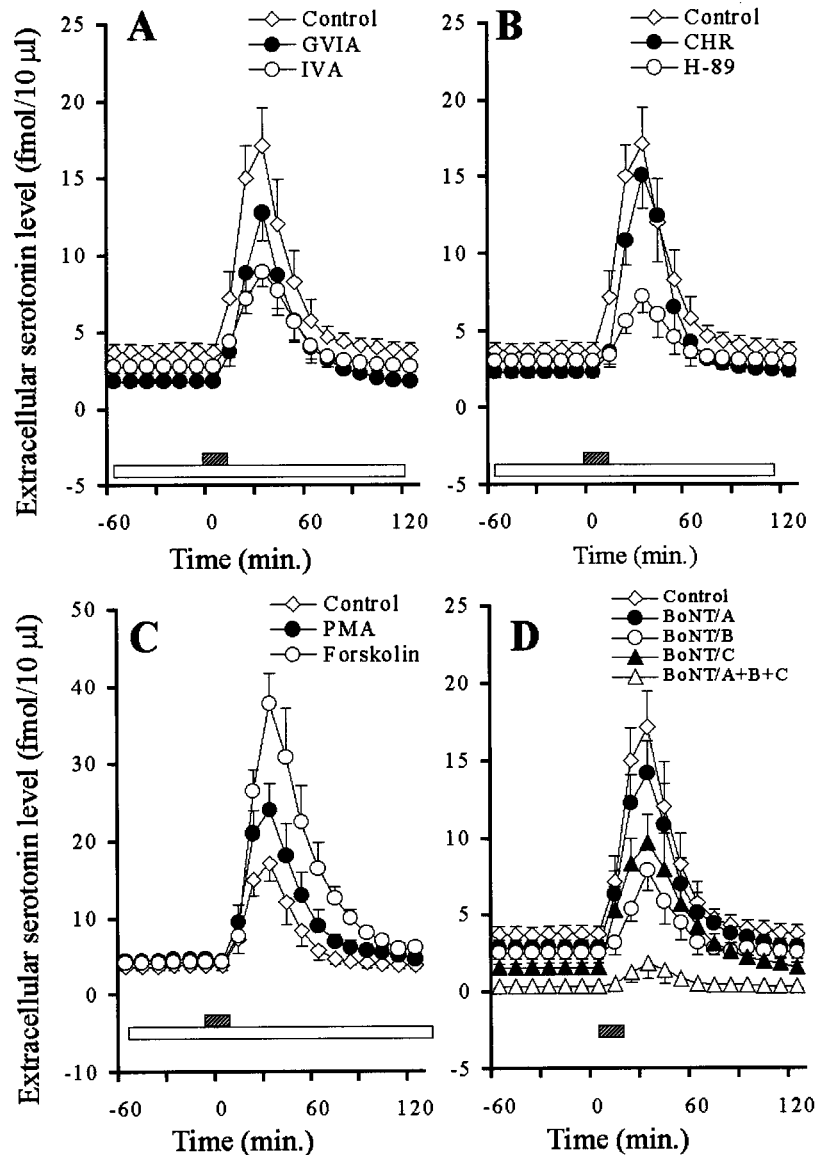 A
Control
GVIA
IVA
Extracellular serotonin level (fmol/10 µl)
25
20
15
10
5
0
-5
-60 0 60 120
Time (min.)
B
Control
CHR
H-89
25
20
15
10
5
0
-5
-60 0 60 120
Time (min.)
C
Control
PMA
Forskolin
Extracellular serotonin level (fmol/10 µl)
50
40
30
20
10
0
-10
-60 0 60 120
Time (min.)
D
Control
BoNT/A
BoNT/B
BoNT/C
BoNT/A+B+C
25
20
15
10
5
0
-5
-60 0 60 120
Time (min.)